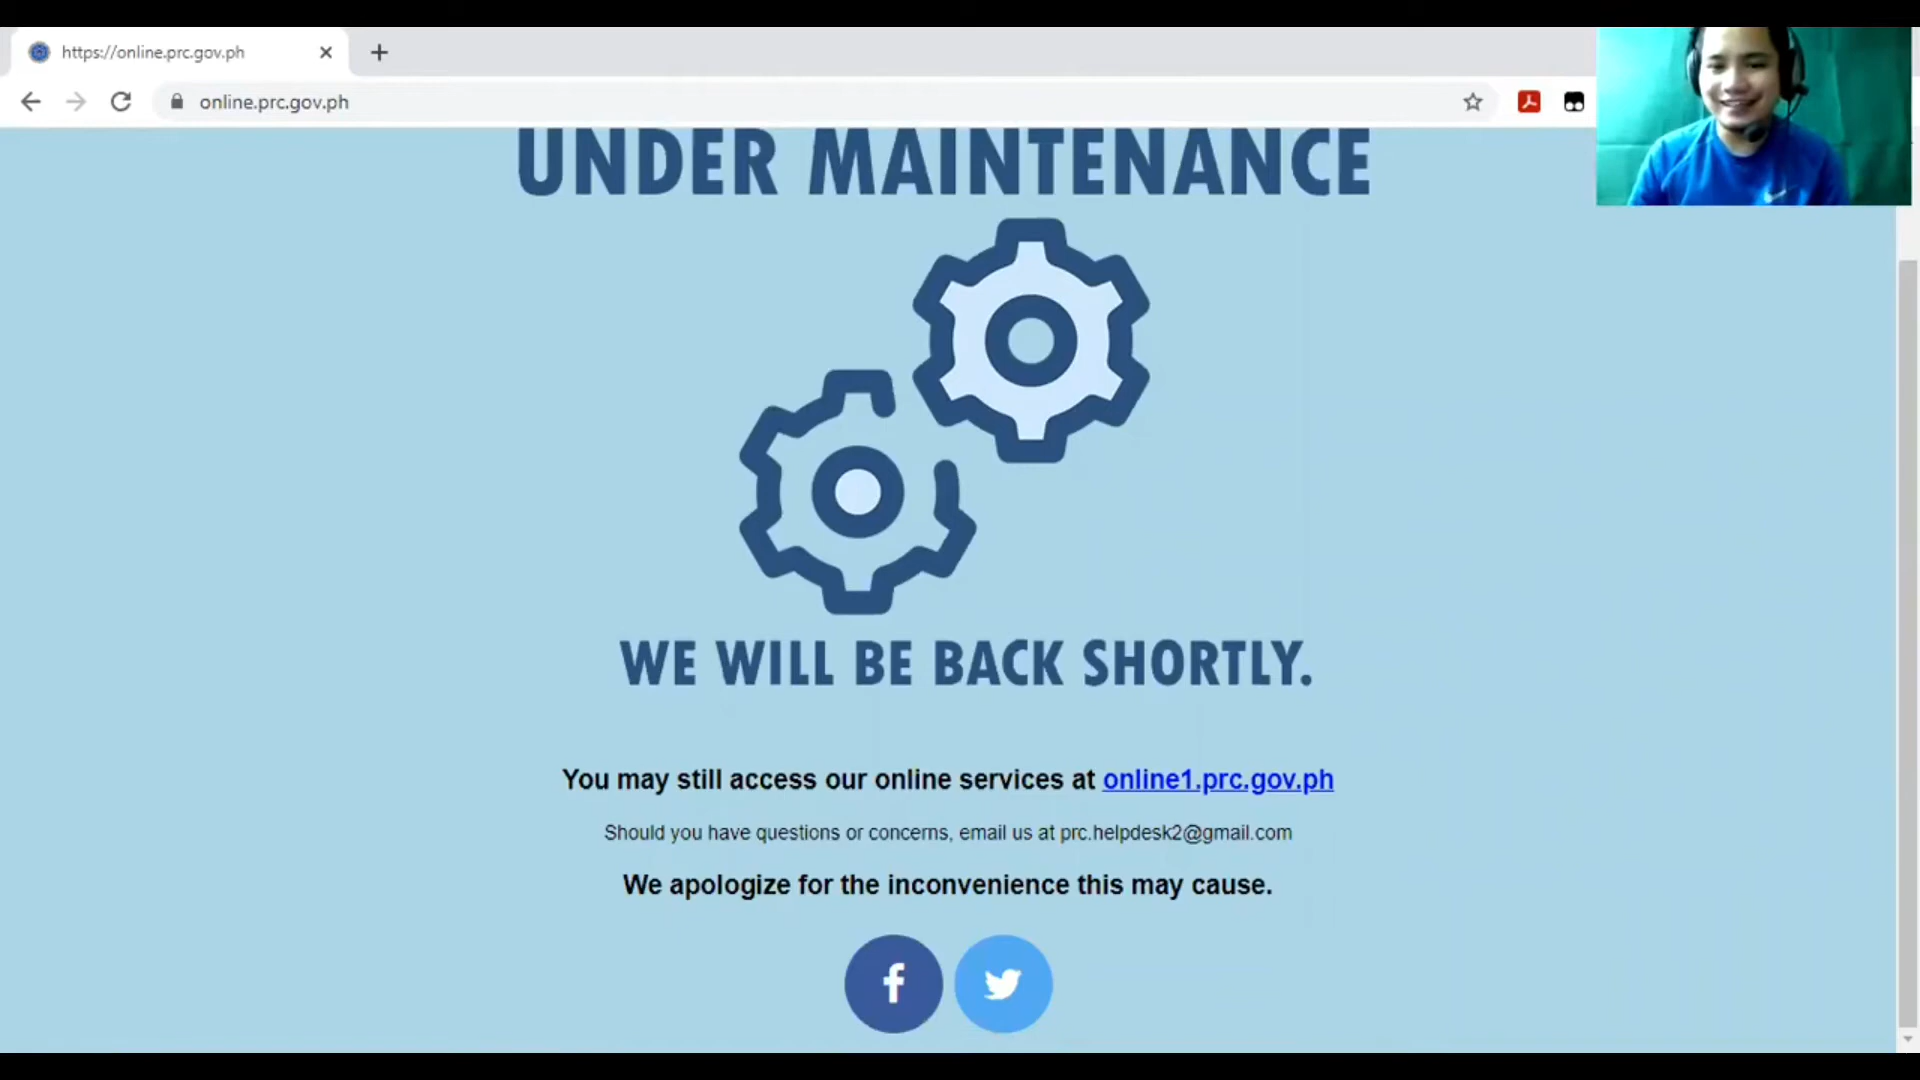 https://online.prc.gov.ph
online.prc.gov.ph
UNDER MAINTENANCE
WE WILL BE BACK SHORTLY.
You may still access our online services at online1.prc.gov.ph
Should you have questions or concerns, email us at prc.helpdesk2@gmail.com
We apologize for the inconvenience this may cause.